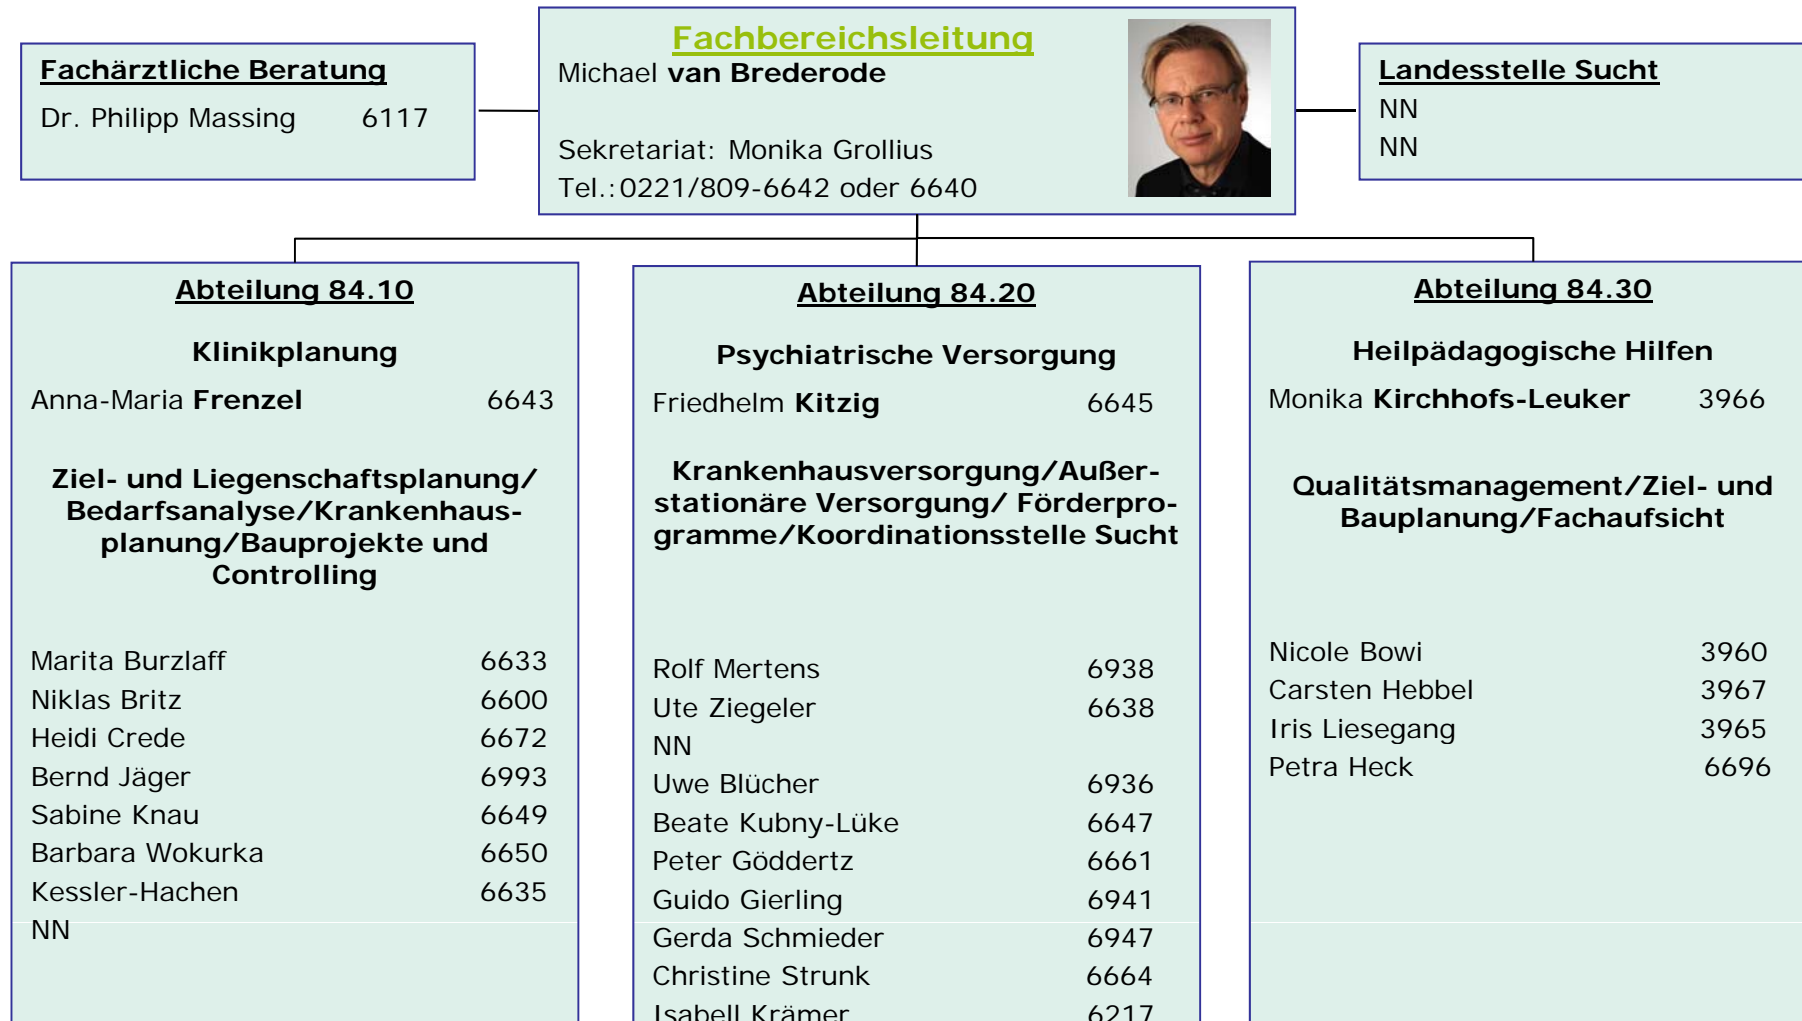 Fachärztliche Beratung
Dr. Philipp Massing 6117
Fachbereichsleitung
Michael van Brederode
Sekretariat: Monika Grollius
Tel.:0221/809-6642 oder 6640
Landesstelle Sucht
NN
NN
Abteilung 84.10
Klinikplanung
Anna-Maria Frenzel 6643
Ziel- und Liegenschaftsplanung/
Bedarfsanalyse/Krankenhaus-
planung/Bauprojekte und
Controlling
Marita Burzlaff 6633
Niklas Britz 6600
Heidi Crede 6672
Bernd Jäger 6993
Sabine Knau 6649
Barbara Wokurka 6650
Kessler-Hachen 6635
NN
Abteilung 84.20
Psychiatrische Versorgung
Friedhelm Kitzig 6645
Krankenhausversorgung/Außer-
stationäre Versorgung/ Förderpro-
gramme/Koordinationsstelle Sucht
Rolf Mertens 6938
Ute Ziegeler 6638
NN
Uwe Blücher 6936
Beate Kubny-Lüke 6647
Peter Göddertz 6661
Guido Gierling 6941
Gerda Schmieder 6947
Christine Strunk 6664
Isabell Krämer 6217
Abteilung 84.30
Heilpädagogische Hilfen
Monika Kirchhofs-Leuker 3966
Qualitätsmanagement/Ziel- und
Bauplanung/Fachaufsicht
Nicole Bowi 3960
Carsten Hebbel 3967
Iris Liesegang 3965
Petra Heck 6696